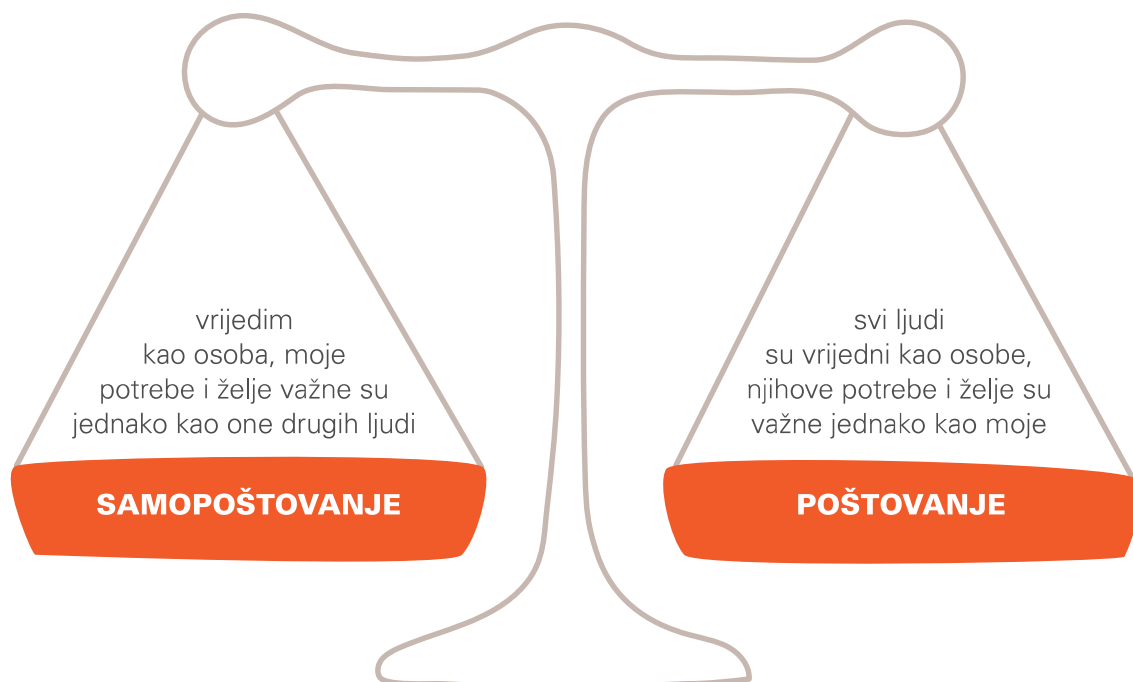 vrijedim
kao osoba, moje
potrebe i želje važne su
jednako kao one drugih ljudi
SAMOPOŠTOVANJE
svi ljudi
su vrijedni kao osobe,
njihove potrebe i želje su
važne jednako kao moje
POŠTOVANJE